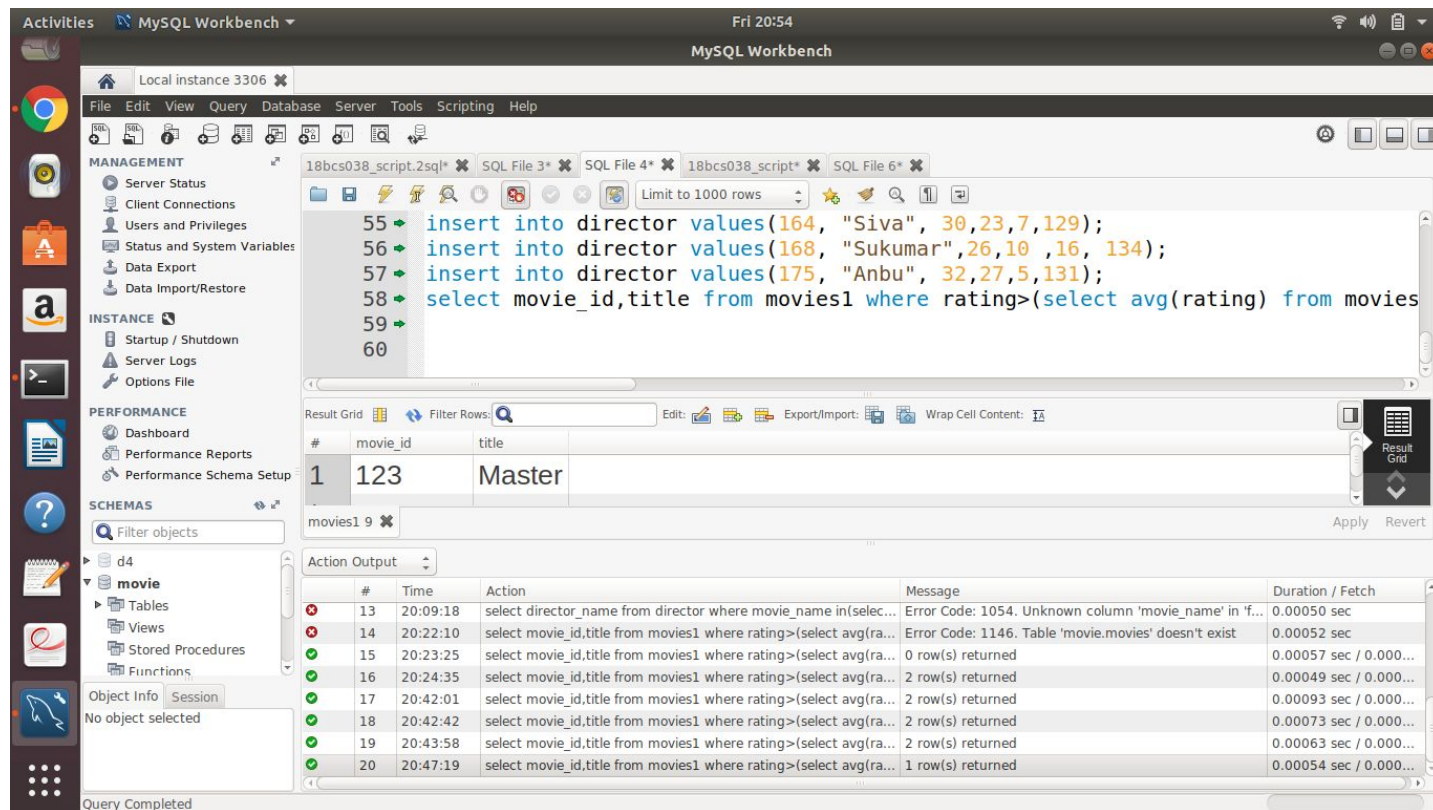 Activities MySQL Workbench Fri 20:54
MySQL Workbench
Local instance 3306
File Edit View Query Database Server Tools Scripting Help
MANAGEMENT
Server Status
Client Connections
Users and Privileges
Status and System Variables
Data Export
Data Import/Restore
INSTANCE
Startup / Shutdown
Server Logs
Options File
PERFORMANCE
Dashboard
Performance Reports
Performance Schema Setup
SCHEMAS
Filter objects
d4
movie
Tables
Views
Stored Procedures
Functions
Object Info Session
No object selected
18bcs038_script.2sql* SQL File 3* SQL File 4* 18bcs038_script* SQL File 6*
Limit to 1000 rows
55 insert into director values(164, "Siva", 30,23,7,129);
56 insert into director values(168, "Sukumar",26,10 ,16, 134);
57 insert into director values(175, "Anbu", 32,27,5,131);
58 select movie_id,title from movies1 where rating>(select avg(rating) from movies
59
60
Result Grid Filter Rows: Edit: Export/Import: Wrap Cell Content:
Result Grid
# movie_id title
1 123 Master
movies1 9 Apply Revert
Action Output
# Time Action Message Duration / Fetch
13 20:09:18 select director_name from director where movie_name in(selec... Error Code: 1054. Unknown column 'movie_name' in 'f... 0.00050 sec
14 20:22:10 select movie_id,title from movies1 where rating>(select avg(ra... Error Code: 1146. Table 'movie.movies' doesn't exist 0.00052 sec
15 20:23:25 select movie_id,title from movies1 where rating>(select avg(ra... 0 row(s) returned 0.00057 sec / 0.000...
16 20:24:35 select movie_id,title from movies1 where rating>(select avg(ra... 2 row(s) returned 0.00049 sec / 0.000...
17 20:42:01 select movie_id,title from movies1 where rating>(select avg(ra... 2 row(s) returned 0.00093 sec / 0.000...
18 20:42:42 select movie_id,title from movies1 where rating>(select avg(ra... 2 row(s) returned 0.00073 sec / 0.000...
19 20:43:58 select movie_id,title from movies1 where rating>(select avg(ra... 2 row(s) returned 0.00063 sec / 0.000...
20 20:47:19 select movie_id,title from movies1 where rating>(select avg(ra... 1 row(s) returned 0.00054 sec / 0.000...
Query Completed